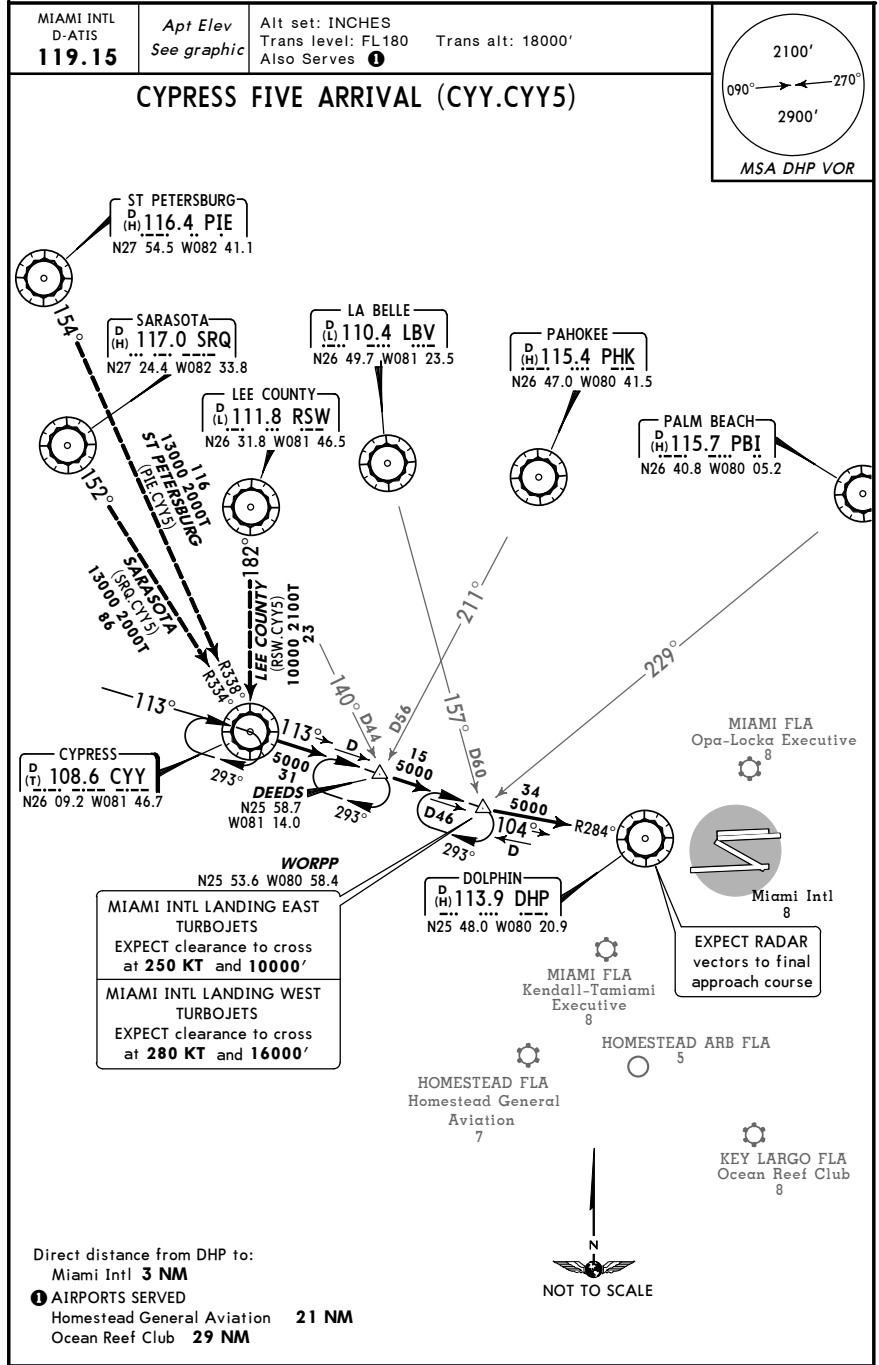 MIAMI INTL
D-ATIS
119.15
Apt Elev
See graphic
Alt set: INCHES
Trans level: FL180 Trans alt: 18000'
Also Serves ❶
2100'
090° 270°
2900'
MSA DHP VOR
CYPRESS FIVE ARRIVAL (CYY.CYY5)
ST PETERSBURG
D
(H) 116.4 PIE
N27 54.5 W082 41.1
SARASOTA
D
(H) 117.0 SRQ
N27 24.4 W082 33.8
LA BELLE
D
(L) 110.4 LBV
N26 49.7 W081 23.5
PAHOKEE
D
(H) 115.4 PHK
N26 47.0 W080 41.5
LEE COUNTY
D
(L) 111.8 RSW
N26 31.8 W081 46.5
PALM BEACH
D
(H) 115.7 PBI
N26 40.8 W080 05.2
154°
116
13000 2000T
ST PETERSBURG
(PIE.CYY5)
R338°
152°
SARASOTA
(SRQ.CYY5)
13000 2000T
86
R334°
182°
LEE COUNTY
(RSW.CYY5)
10000 2100T
23
140°
D44
211°
D56
157°
D60
229°
113°
CYPRESS
D
(T) 108.6 CYY
N26 09.2 W081 46.7
293°
113°
D
5000
31
DEEDS
N25 58.7
W081 14.0
293°
15
5000
D46
293°
34
5000
104°
D
R284°
WORPP
N25 53.6 W080 58.4
MIAMI INTL LANDING EAST
TURBOJETS
EXPECT clearance to cross
at 250 KT and 10000'
MIAMI INTL LANDING WEST
TURBOJETS
EXPECT clearance to cross
at 280 KT and 16000'
DOLPHIN
D
(H) 113.9 DHP
N25 48.0 W080 20.9
MIAMI FLA
Opa-Locka Executive
8
Miami Intl
8
EXPECT RADAR
vectors to final
approach course
MIAMI FLA
Kendall-Tamiami
Executive
8
HOMESTEAD ARB FLA
5
HOMESTEAD FLA
Homestead General
Aviation
7
KEY LARGO FLA
Ocean Reef Club
8
N
NOT TO SCALE
Direct distance from DHP to:
Miami Intl 3 NM
❶ AIRPORTS SERVED
Homestead General Aviation 21 NM
Ocean Reef Club 29 NM